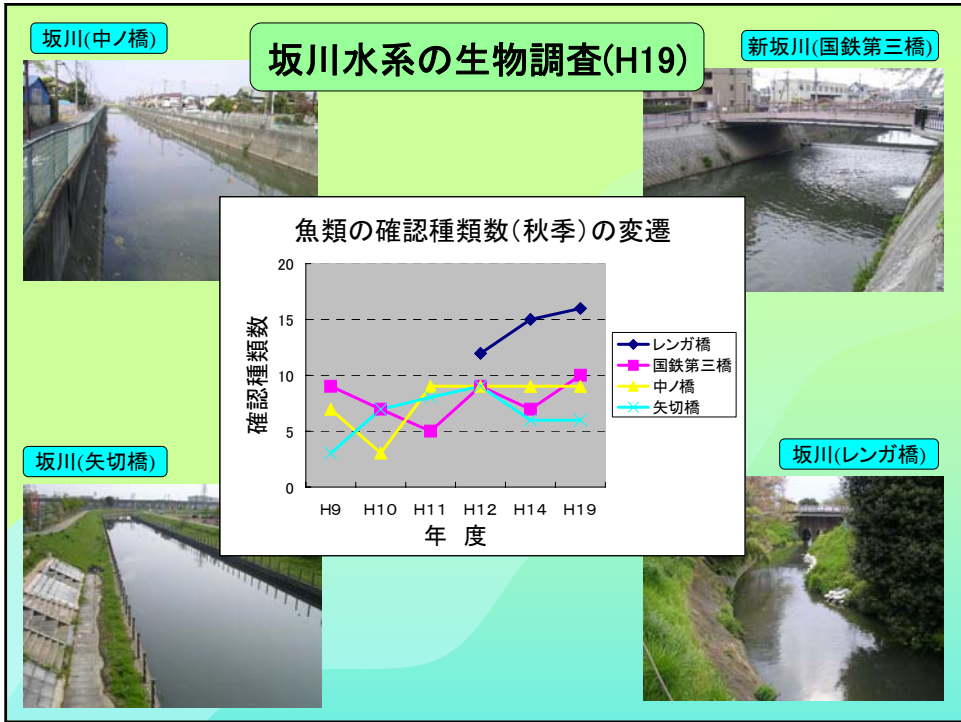 坂川(中ノ橋)
坂川水系の生物調査(H19)
新坂川(国鉄第三橋)
魚類の確認種類数(秋季)の変遷
確認種類数
20
15
10
5
0
H9 H10 H11 H12 H14 H19
年 度
レンガ橋
国鉄第三橋
中ノ橋
矢切橋
坂川(矢切橋)
坂川(レンガ橋)